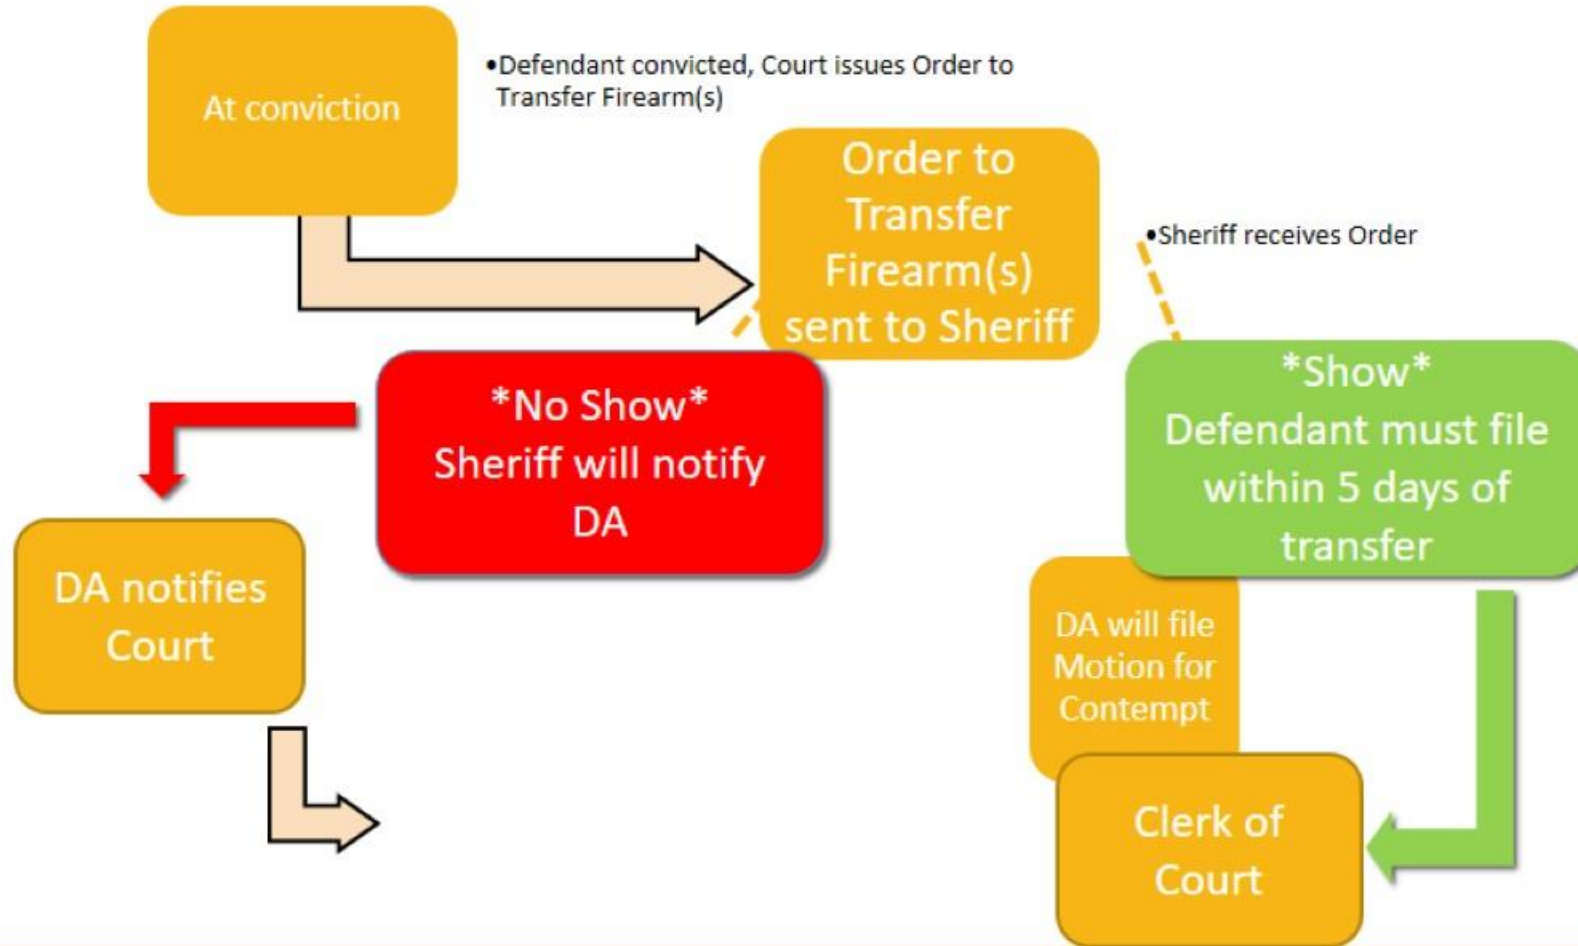 At conviction
•Defendant convicted, Court issues Order to
Transfer Firearm(s)
Order to
Transfer
Firearm(s)
sent to Sheriff
•Sheriff receives Order
*No Show*
Sheriff will notify
DA
*Show*
Defendant must file
within 5 days of
transfer
DA notifies
Court
DA will file
Motion for
Contempt
Clerk of
Court